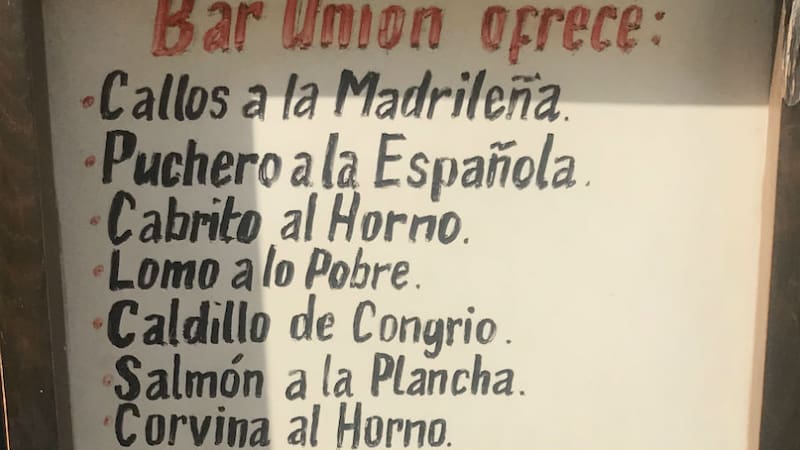 Bar Unión ofrece:
· Callos a la Madrileña.
· Puchero a la Española.
· Cabrito al Horno.
· Lomo a lo Pobre.
· Caldillo de Congrio.
· Salmón a la Plancha.
· Corvina al Horno.